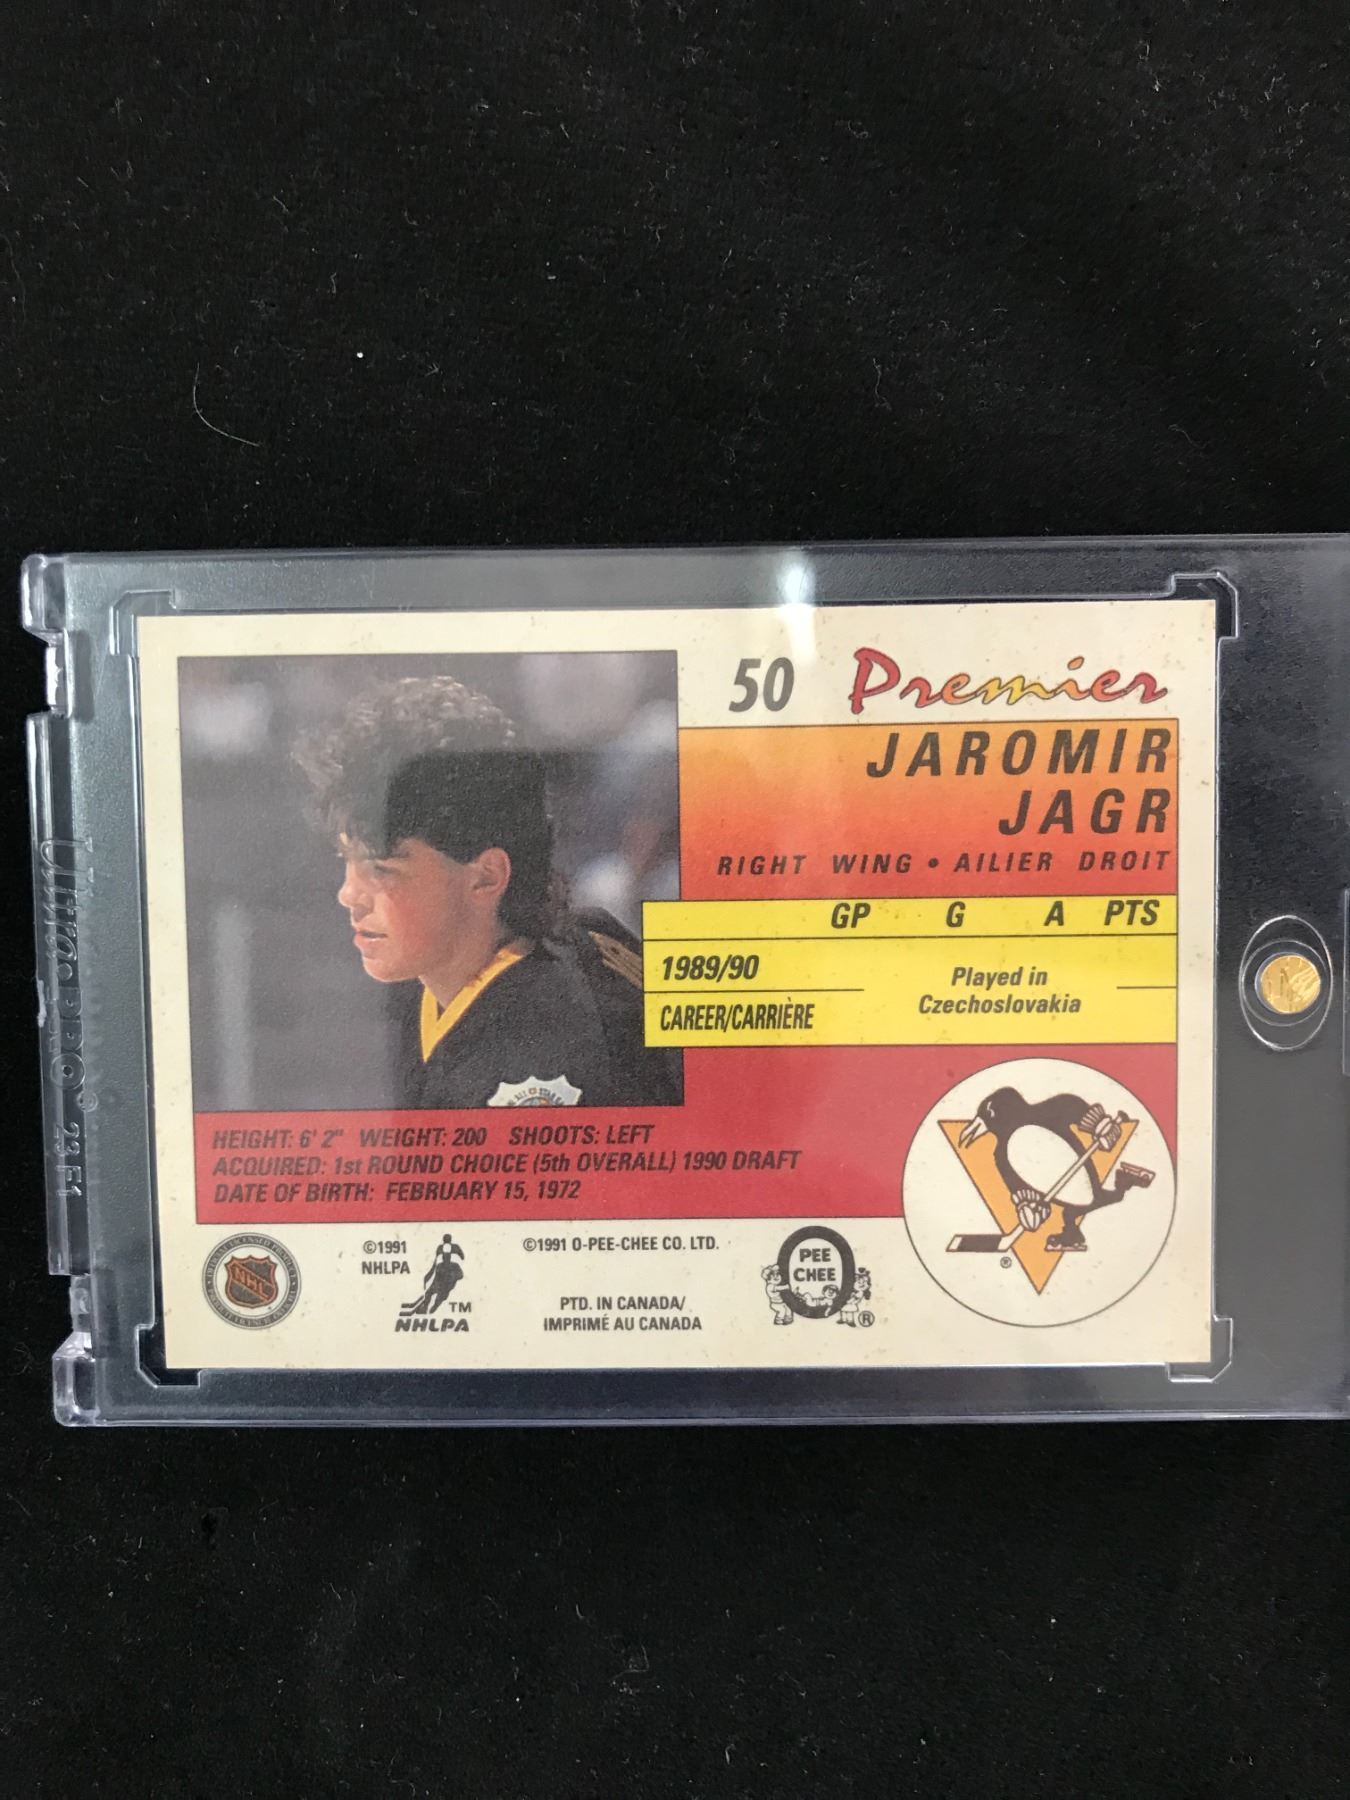 50 Premier
JAROMIR
JAGR
RIGHT WING • AILIER DROIT
GP G A PTS
1989/90
Played in
Czechoslovakia
CAREER/CARRIÈRE
HEIGHT: 6' 2" WEIGHT: 200 SHOOTS: LEFT
ACQUIRED: 1st ROUND CHOICE (5th OVERALL) 1990 DRAFT
DATE OF BIRTH: FEBRUARY 15, 1972
NHL
©1991
NHLPA
TM
NHLPA
©1991 O-PEE-CHEE CO. LTD.
PTD. IN CANADA/
IMPRIMÉ AU CANADA
PEE
CHEE
®
®